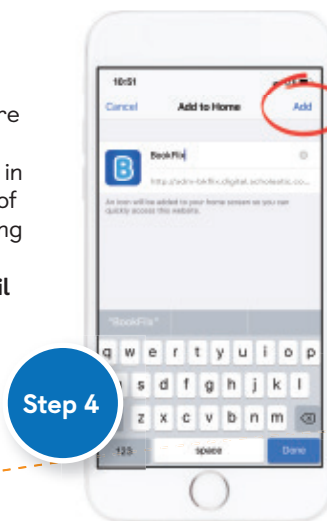 re
in
of
ng
il
10:51
Cancel Add to Home Add
B BookFlix
An icon will be added to your home screen so you can
quickly access this website.
"BookFlix"
q w e r t y u i o p
s d f g h j k l
z x c v b n m
123 space Done
Step 4